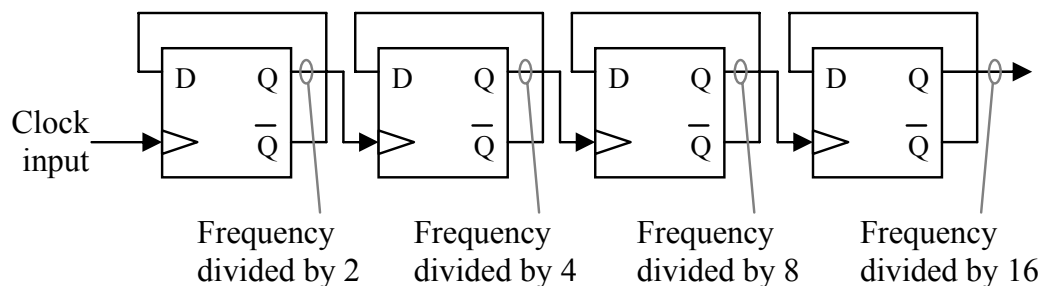 D Q D Q D Q D Q
Clock
input
Q̅ Q̅ Q̅ Q̅
Frequency
divided by 2
Frequency
divided by 4
Frequency
divided by 8
Frequency
divided by 16